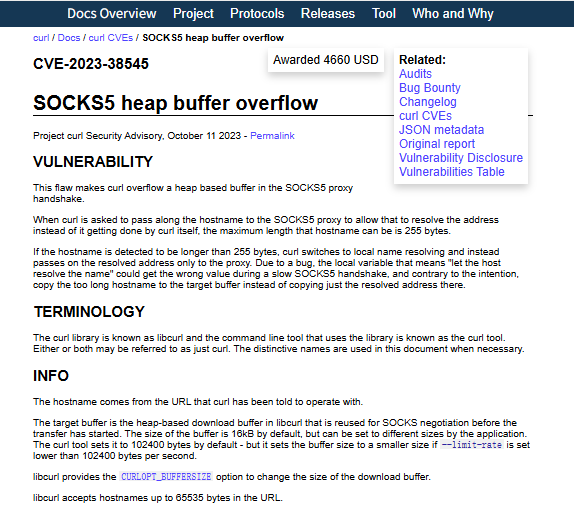 Docs Overview Project Protocols Releases Tool Who and Why
curl / Docs / curl CVEs / SOCKS5 heap buffer overflow
CVE-2023-38545
Awarded 4660 USD
Related:
Audits
Bug Bounty
Changelog
curl CVEs
JSON metadata
Original report
Vulnerability Disclosure
Vulnerabilities Table
SOCKS5 heap buffer overflow
Project curl Security Advisory, October 11 2023 - Permalink
VULNERABILITY
This flaw makes curl overflow a heap based buffer in the SOCKS5 proxy
handshake.
When curl is asked to pass along the hostname to the SOCKS5 proxy to allow that to resolve the address
instead of it getting done by curl itself, the maximum length that hostname can be is 255 bytes.
If the hostname is detected to be longer than 255 bytes, curl switches to local name resolving and instead
passes on the resolved address only to the proxy. Due to a bug, the local variable that means "let the host
resolve the name" could get the wrong value during a slow SOCKS5 handshake, and contrary to the intention,
copy the too long hostname to the target buffer instead of copying just the resolved address there.
TERMINOLOGY
The curl library is known as libcurl and the command line tool that uses the library is known as the curl tool.
Either or both may be referred to as just curl. The distinctive names are used in this document when necessary.
INFO
The hostname comes from the URL that curl has been told to operate with.
The target buffer is the heap-based download buffer in libcurl that is reused for SOCKS negotiation before the
transfer has started. The size of the buffer is 16kB by default, but can be set to different sizes by the application.
The curl tool sets it to 102400 bytes by default - but it sets the buffer size to a smaller size if --limit-rate is set
lower than 102400 bytes per second.
libcurl provides the CURLOPT_BUFFERSIZE option to change the size of the download buffer.
libcurl accepts hostnames up to 65535 bytes in the URL.